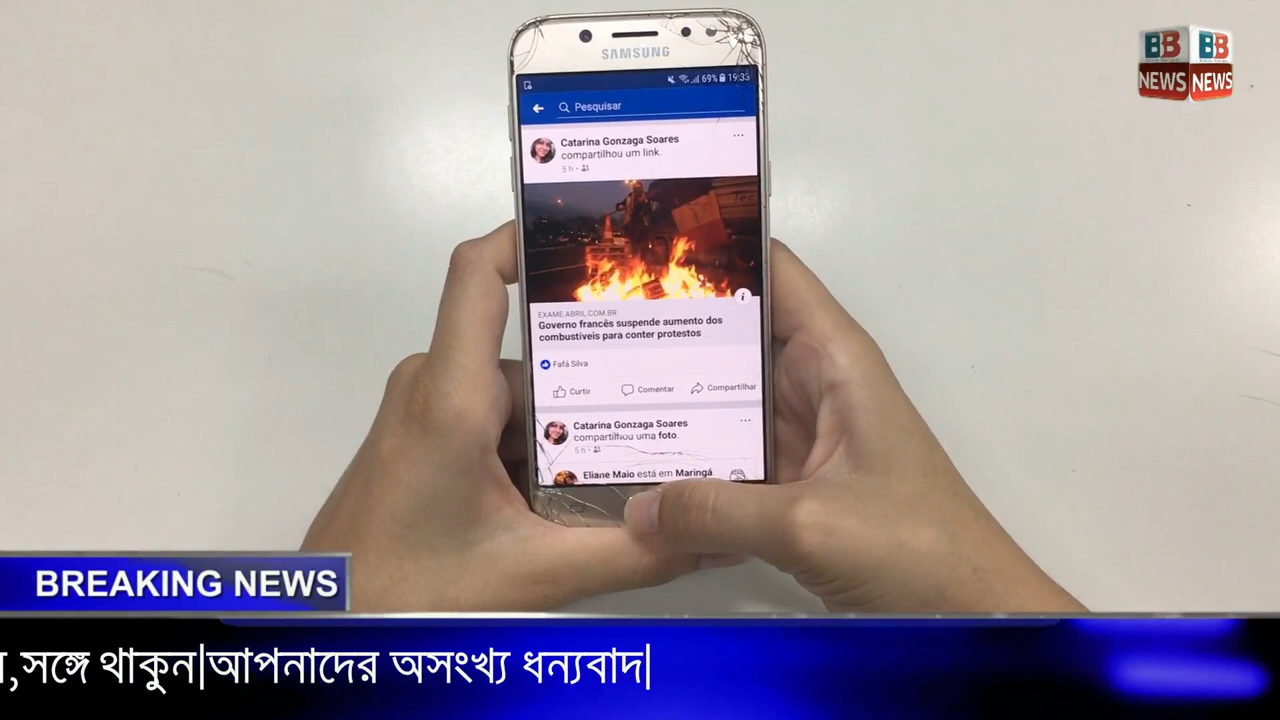 BB BB
NEWS NEWS
SAMSUNG
69% 19:33
Pesquisar
Catarina Gonzaga Soares
compartilhou um link.
5 h
EXAME.ABRIL.COM.BR
Governo francês suspende aumento dos
combustíveis para conter protestos
Fafá Silva
Curtir Comentar Compartilhar
Catarina Gonzaga Soares
compartilhou uma foto.
5 h
Eliane Maio está em Maringá
BREAKING NEWS
,সঙ্গে থাকুন|আপনাদের অসংখ্য ধন্যবাদ|